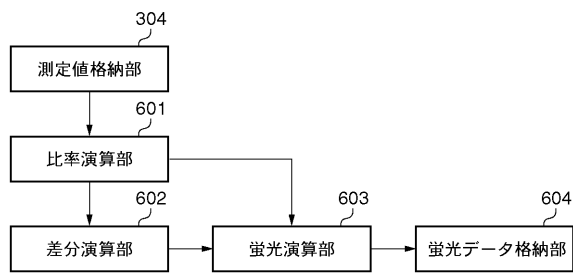 304
測定値格納部
601
比率演算部
602
差分演算部
603
蛍光演算部
604
蛍光データ格納部